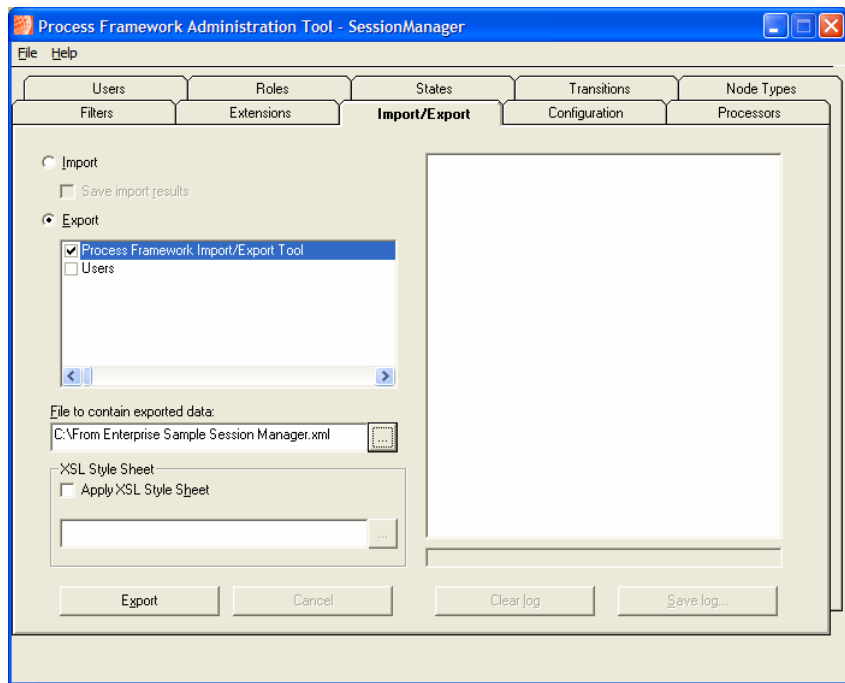 Process Framework Administration Tool - SessionManager
File Help
Users Roles States Transitions Node Types
Filters Extensions Import/Export Configuration Processors
Import
Save import results
Export
Process Framework Import/Export Tool
Users
File to contain exported data:
C:\From Enterprise Sample Session Manager.xml ...
XSL Style Sheet
Apply XSL Style Sheet
...
Export Cancel Clear log Save log...